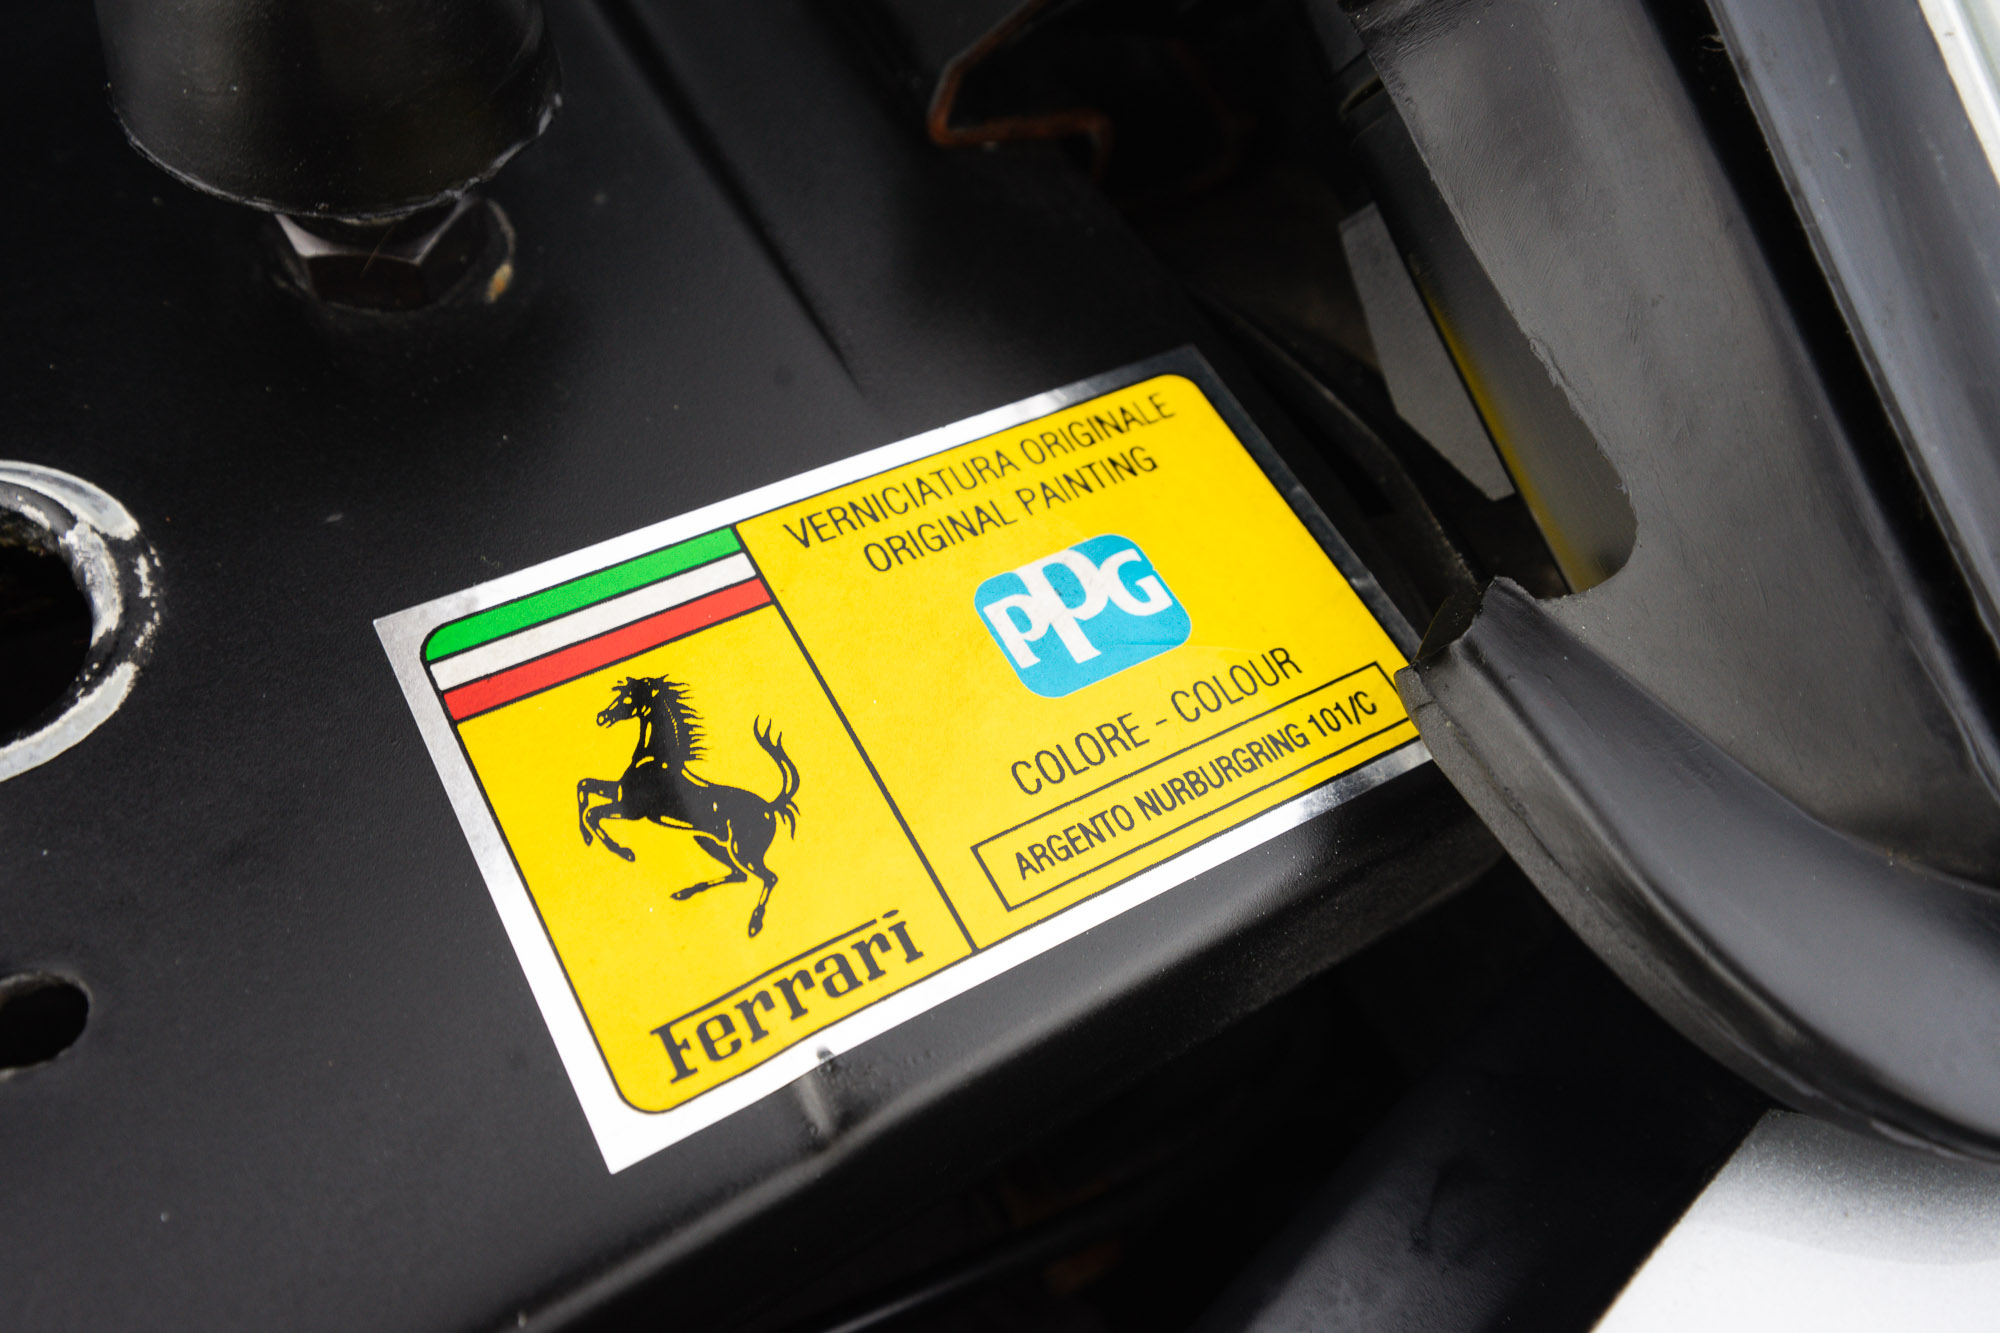 VERNICIATURA ORIGINALE
ORIGINAL PAINTING
PPG
COLORE - COLOUR
ARGENTO NURBURGRING 101/C
Ferrari